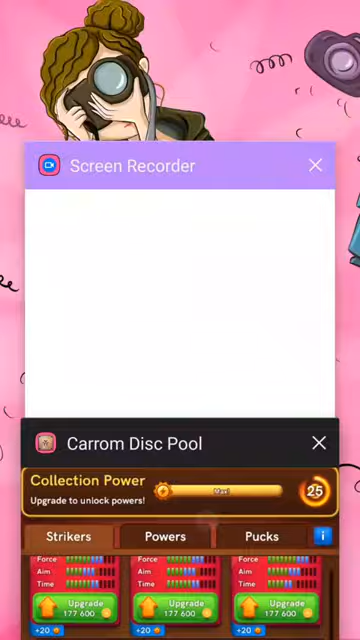 Screen Recorder
Carrom Disc Pool
Collection Power
Upgrade to unlock powers!
Max!
25
Strikers
Powers
Pucks
i
Force
Force
Force
Aim
Aim
Aim
Time
Time
Time
Upgrade
177 600
Upgrade
177 600
Upgrade
177 600
+20
+20
+20